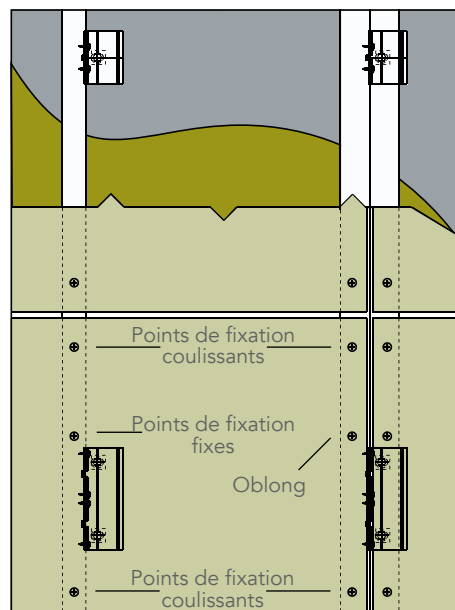 Points de fixation
coulissants
Points de fixation
fixes
Oblong
Points de fixation
coulissants